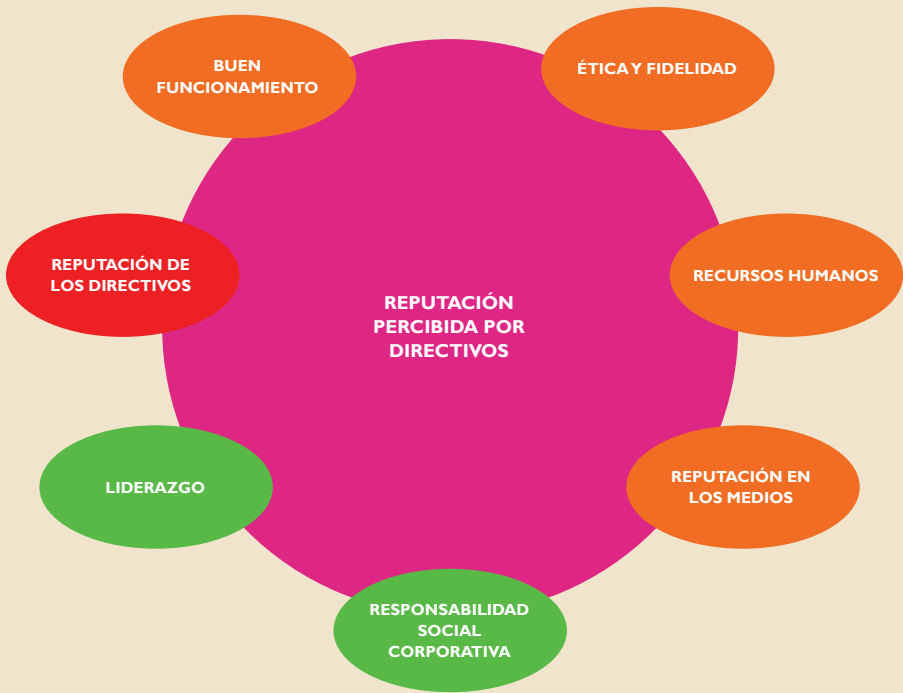 BUEN
FUNCIONAMIENTO
ÉTICA Y FIDELIDAD
REPUTACIÓN DE
LOS DIRECTIVOS
RECURSOS HUMANOS
REPUTACIÓN
PERCIBIDA POR
DIRECTIVOS
LIDERAZGO
REPUTACIÓN EN
LOS MEDIOS
RESPONSABILIDAD
SOCIAL
CORPORATIVA